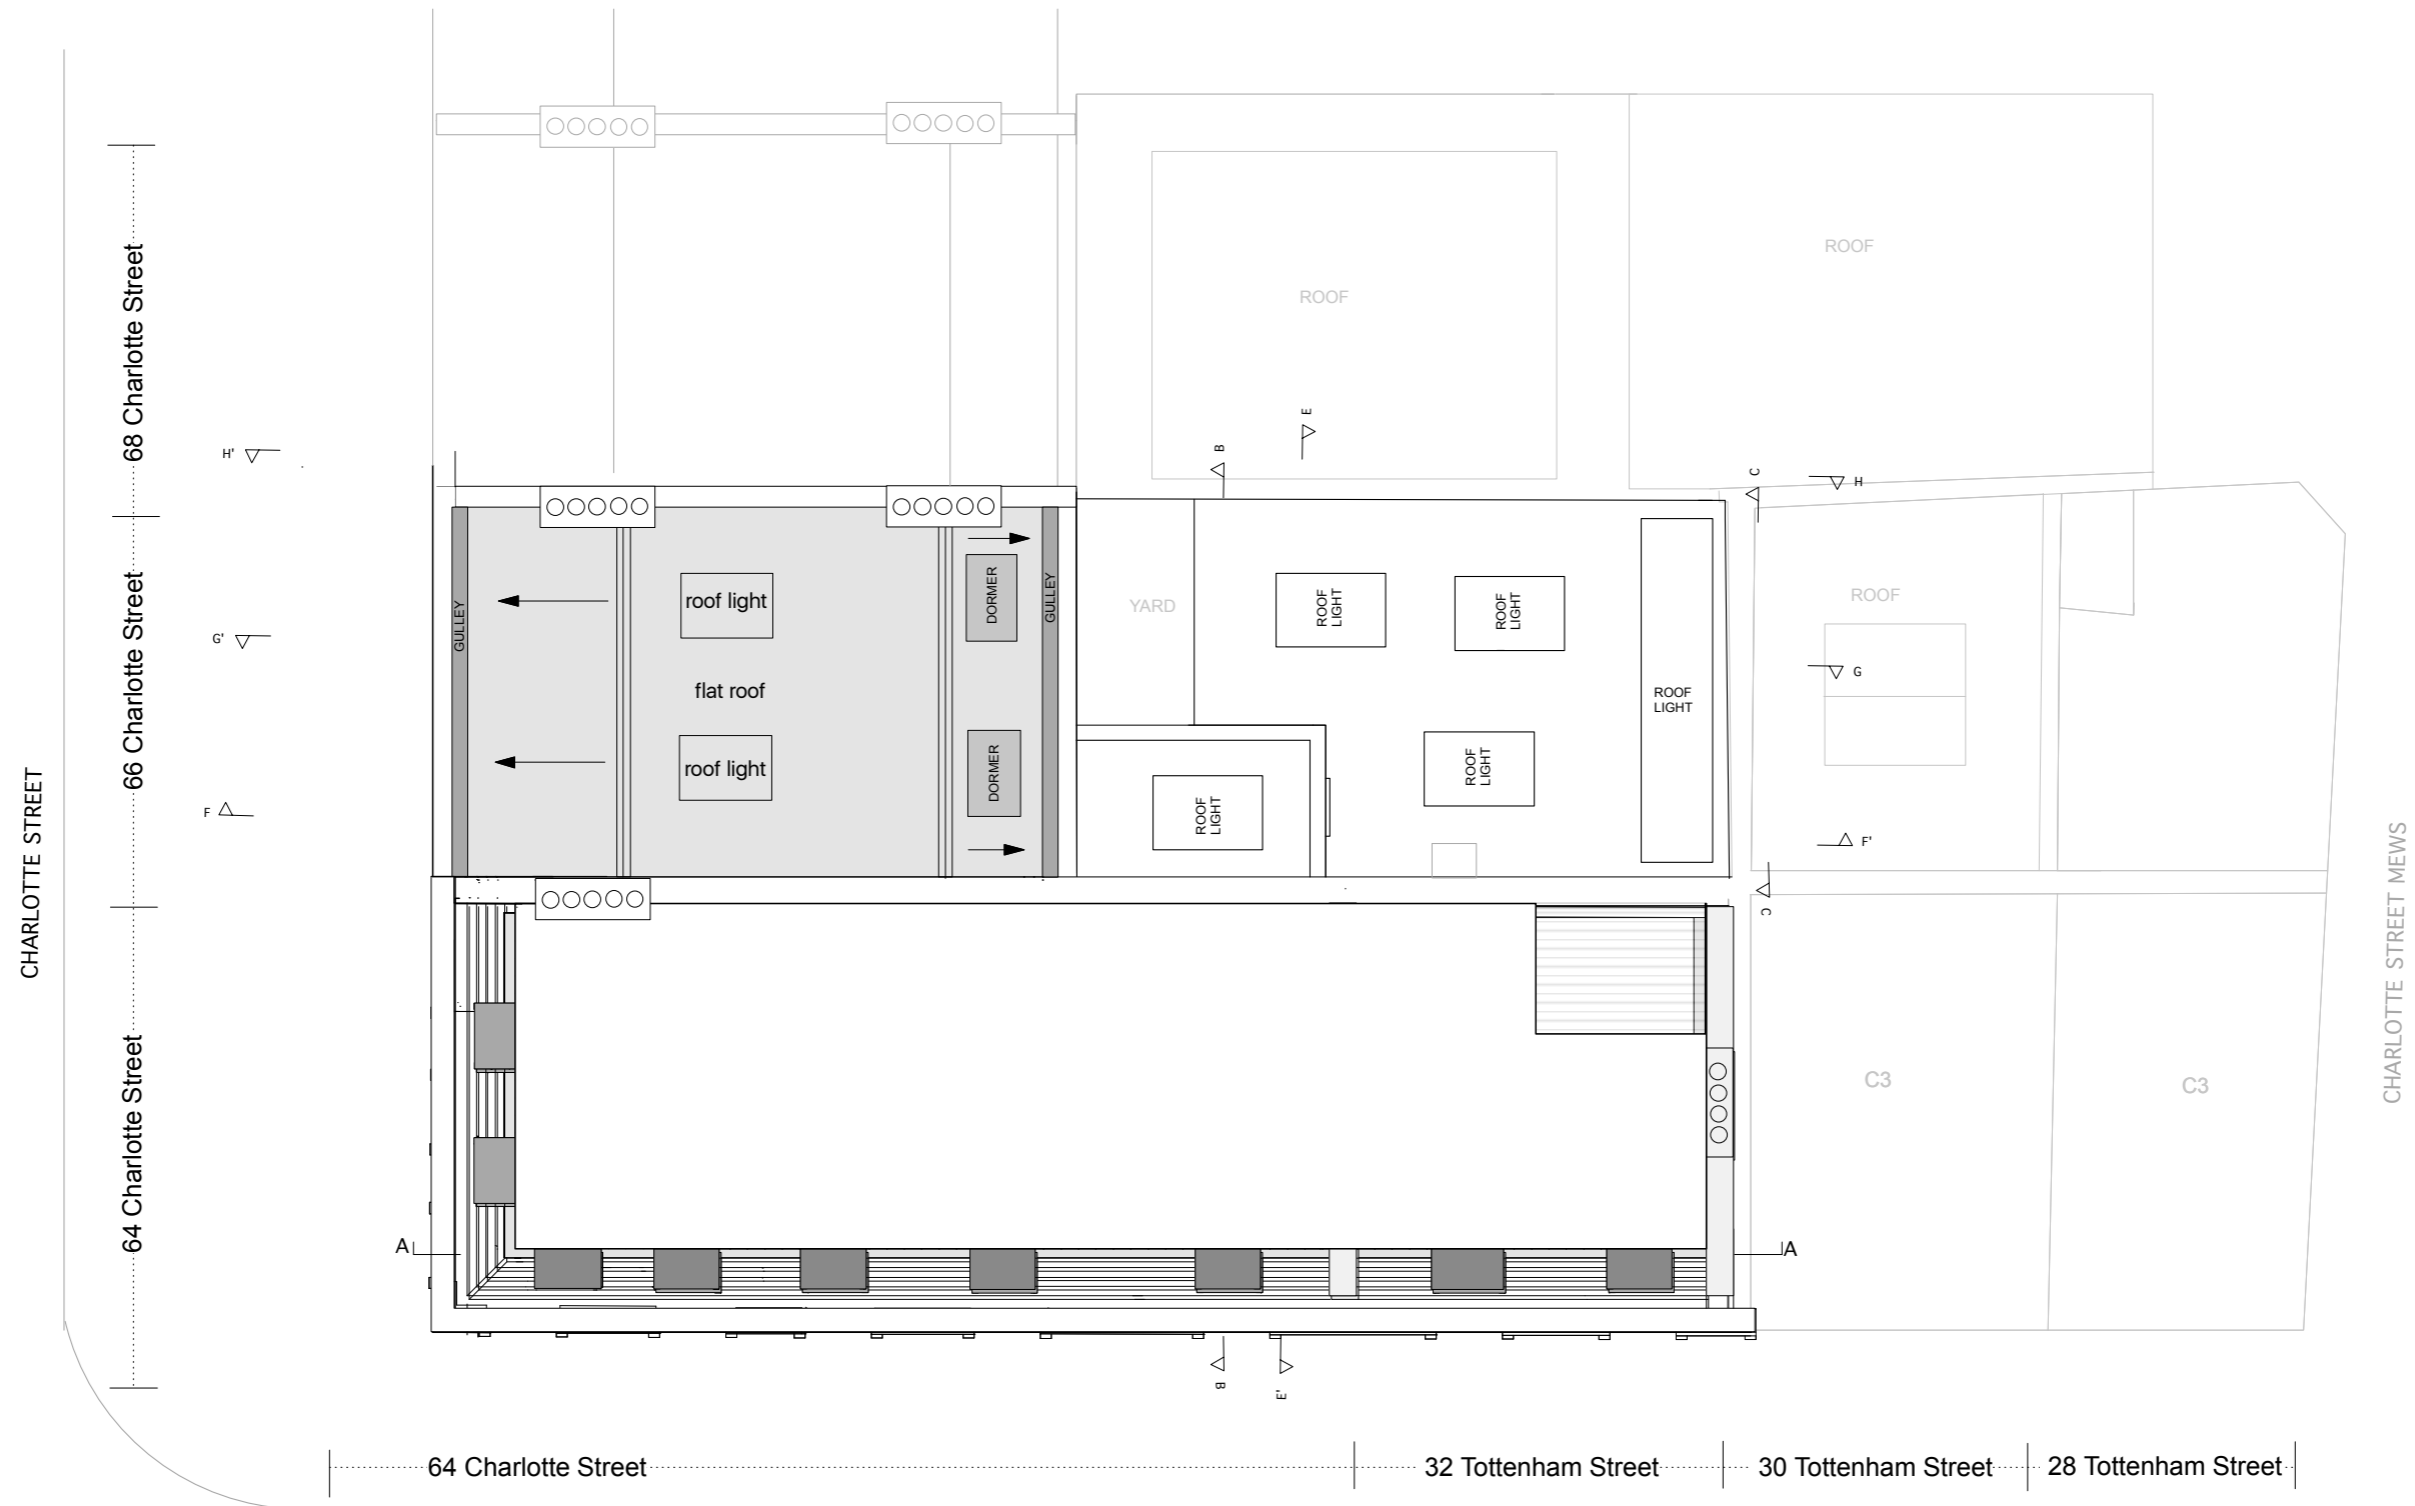 ROOF
ROOF
68 Charlotte Street
E
B
H'
C
H
66 Charlotte Street
GULLEY
roof light
DORMER
GULLEY
YARD
ROOF
LIGHT
ROOF
LIGHT
ROOF
G'
G
flat roof
ROOF
LIGHT
roof light
DORMER
ROOF
LIGHT
ROOF
LIGHT
F
F'
CHARLOTTE STREET
CHARLOTTE STREET MEWS
C
64 Charlotte Street
C3
C3
A
A
B
E'
64 Charlotte Street
32 Tottenham Street
30 Tottenham Street
28 Tottenham Street